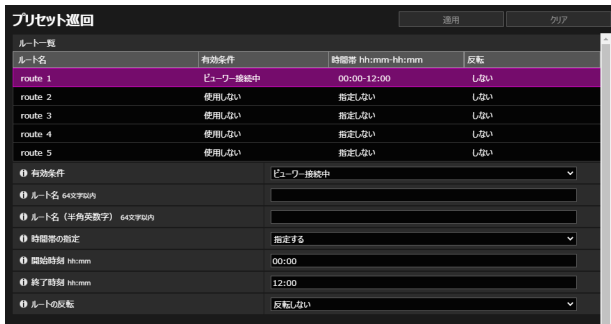 プリセット巡回 適用 クリア
ルート一覧
ルート名 有効条件 時間帯 hh:mm-hh:mm 反転
route 1 ビューワー接続中 00:00-12:00 しない
route 2 使用しない 指定しない しない
route 3 使用しない 指定しない しない
route 4 使用しない 指定しない しない
route 5 使用しない 指定しない しない
有効条件 ビューワー接続中
ルート名 64文字以内
ルート名（半角英数字） 64文字以内
時間帯の指定 指定する
開始時刻 hh:mm 00:00
終了時刻 hh:mm 12:00
ルートの反転 反転しない